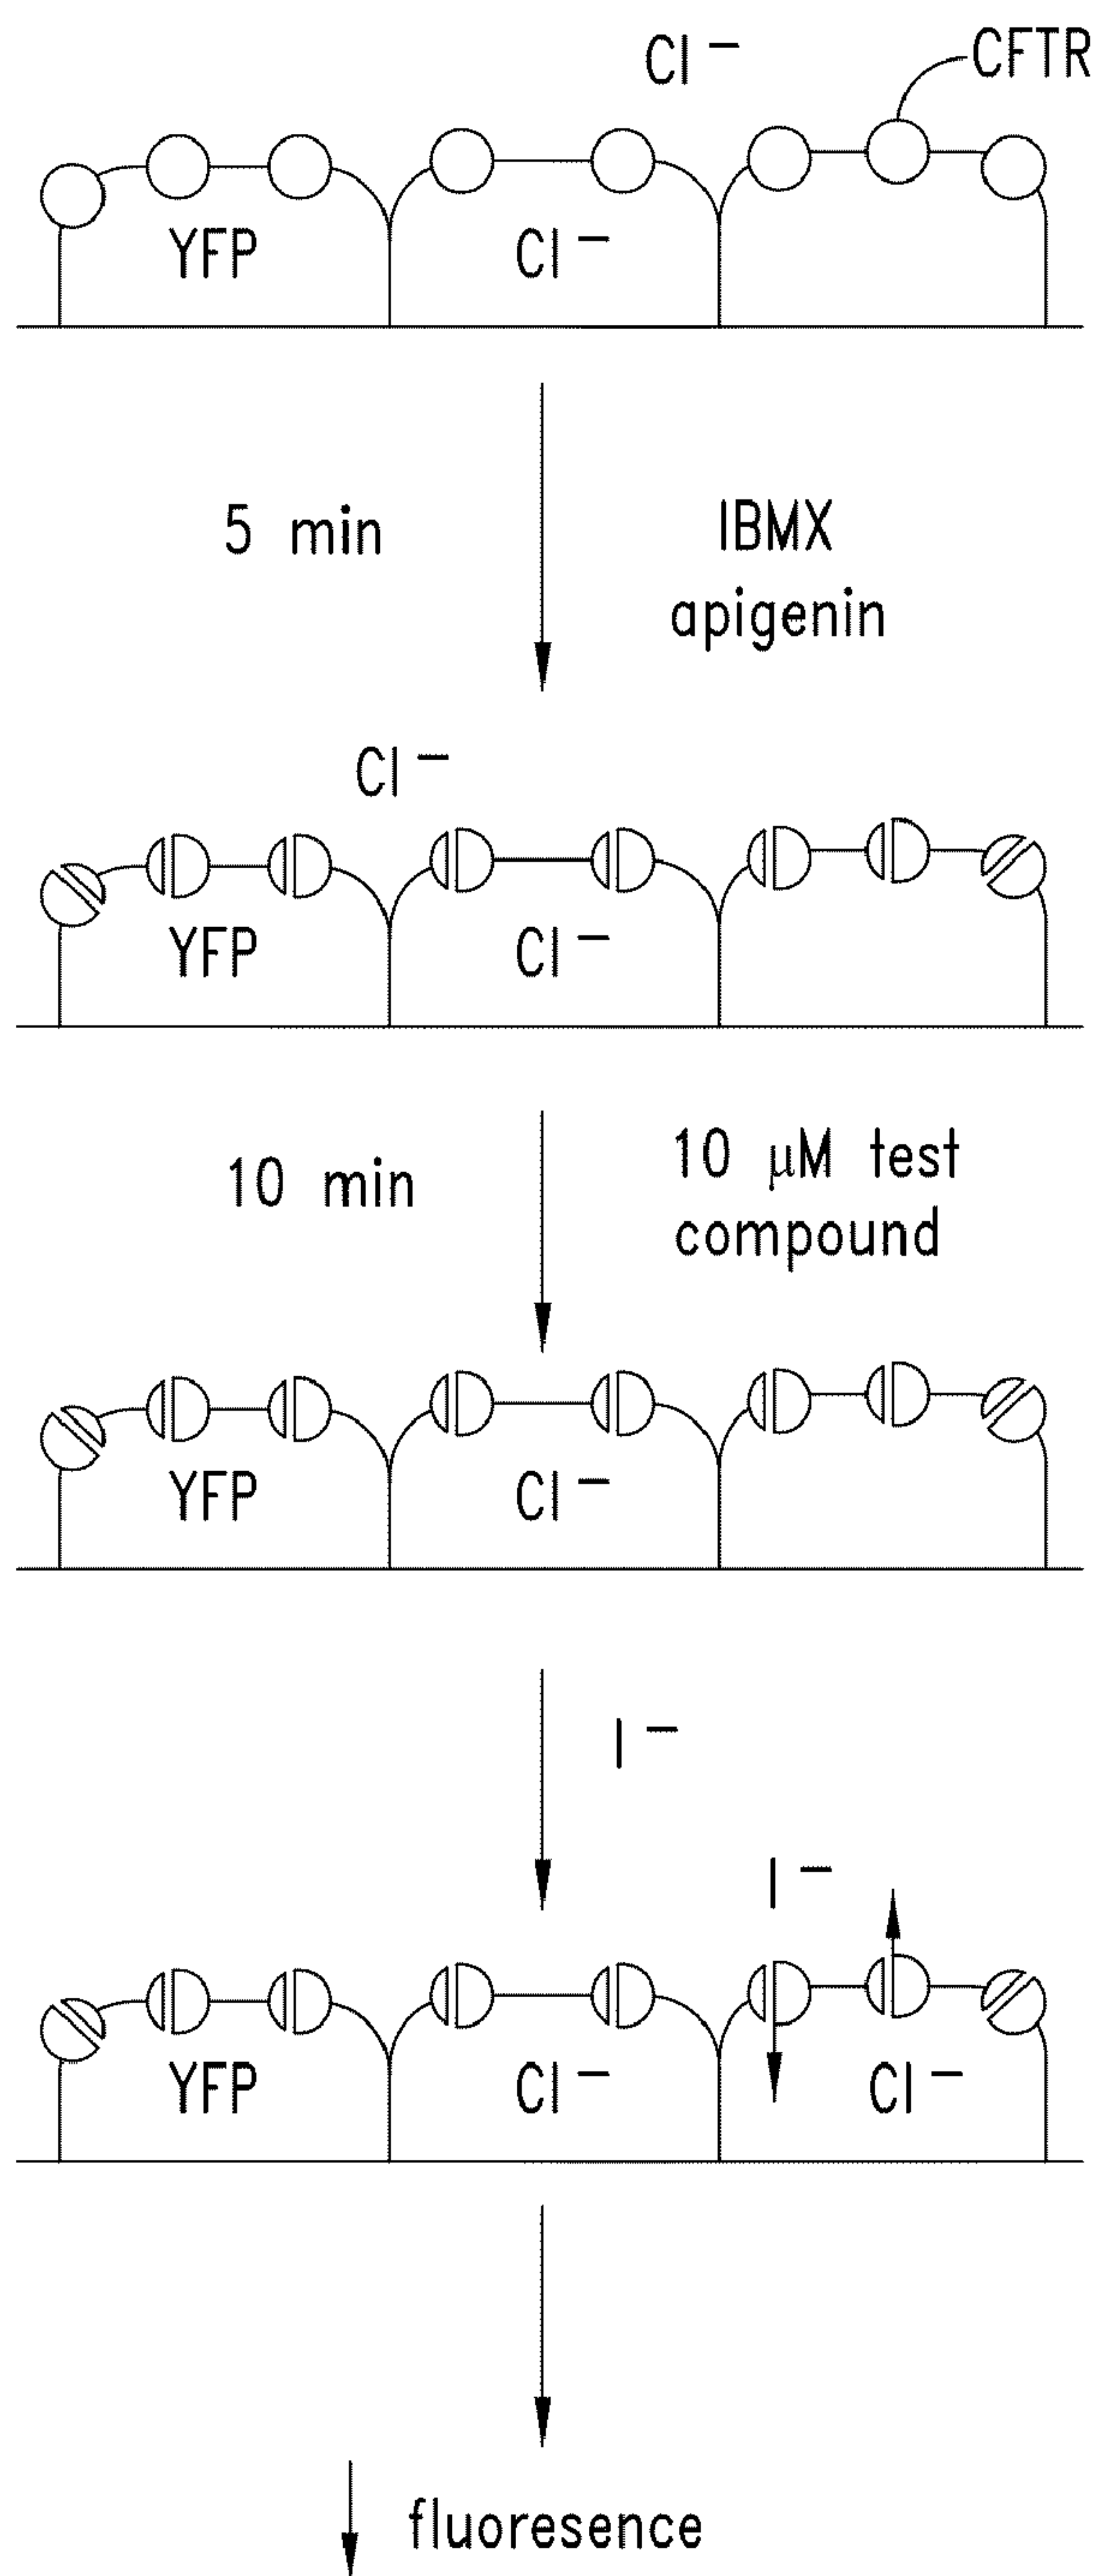 Cl⁻
CFTR
YFP
Cl⁻
5 min
IBMX
apigenin
Cl⁻
YFP
Cl⁻
10 min
10 μM test
compound
YFP
Cl⁻
I⁻
I⁻
YFP
Cl⁻
Cl⁻
fluoresence